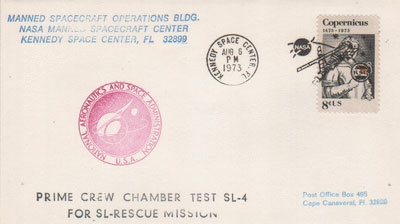 MANNED SPACECRAFT OPERATIONS BLDG.
NASA MANNED SPACECRAFT CENTER
KENNEDY SPACE CENTER, FL 32899
KENNEDY SPACE CENTER, FL
AUG 6
PM
1973
NASA
Copernicus
1473-1973
8¢ US
NATIONAL AERONAUTICS AND SPACE ADMINISTRATION
U.S.A.
PRIME CREW CHAMBER TEST SL-4
FOR SL-RESCUE MISSION
Post Office Box 485
Cape Canaveral, Fl. 32920